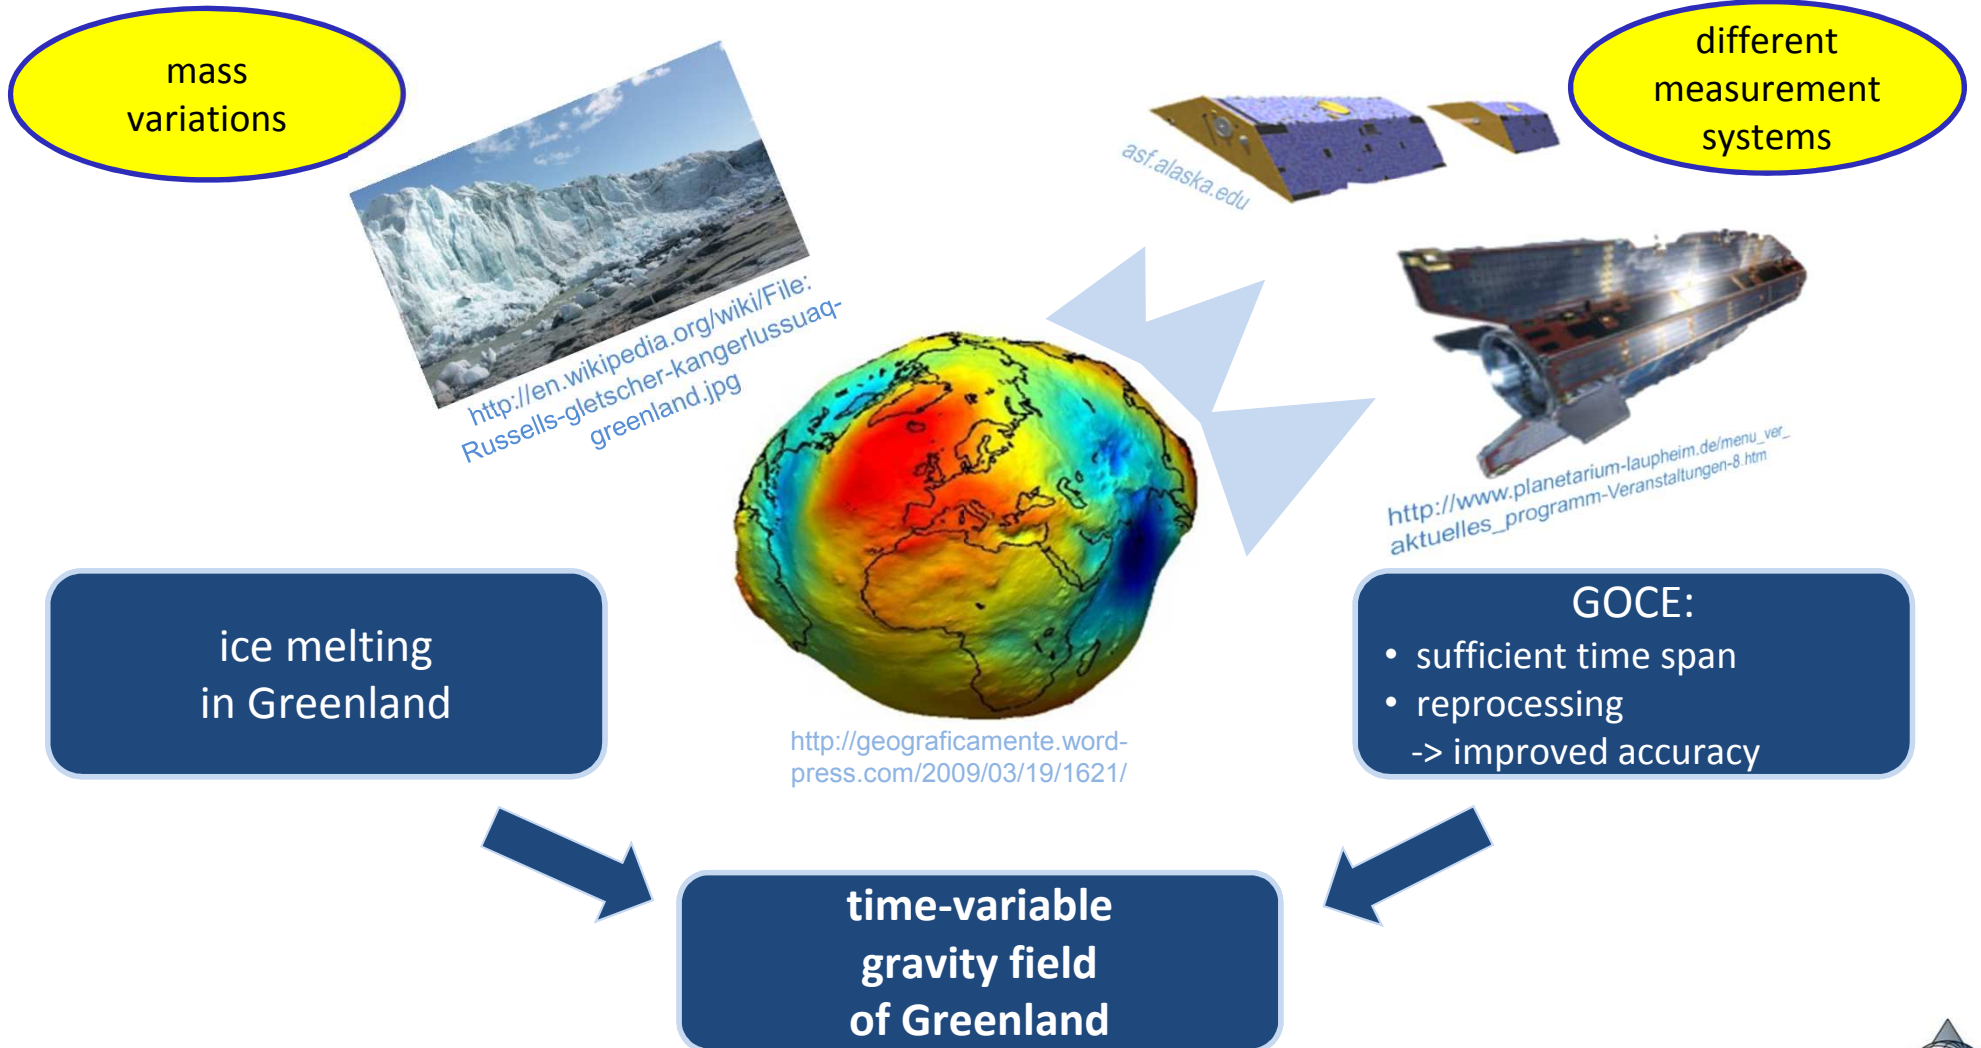 mass
variations
different
measurement
systems
asf.alaska.edu
http://en.wikipedia.org/wiki/File:
Russells-gletscher-kangerlussuaq-
greenland.jpg
http://www.planetarium-laupheim.de/menu_ver_
aktuelles_programm-Veranstaltungen-8.htm
http://geograficamente.word-
press.com/2009/03/19/1621/
ice melting
in Greenland
GOCE:
• sufficient time span
• reprocessing
-> improved accuracy
time-variable
gravity field
of Greenland